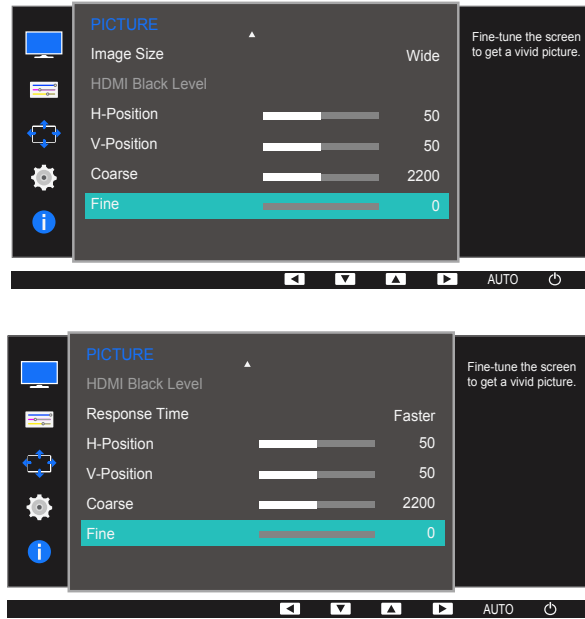 PICTURE
Image Size Wide
HDMI Black Level
H-Position 50
V-Position 50
Coarse 2200
Fine 0
Fine-tune the screen
to get a vivid picture.
AUTO
PICTURE
HDMI Black Level
Response Time Faster
H-Position 50
V-Position 50
Coarse 2200
Fine 0
Fine-tune the screen
to get a vivid picture.
AUTO